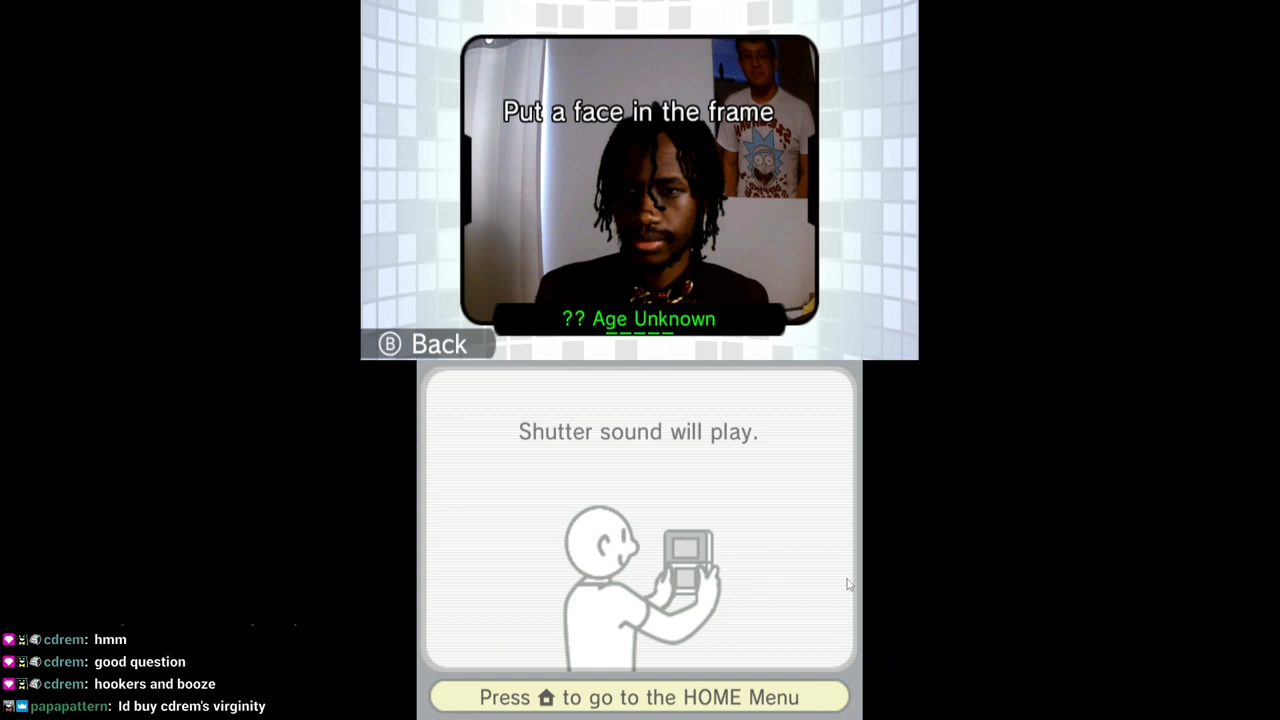 Put a face in the frame
?? Age Unknown
Ⓑ Back
Shutter sound will play.
Press to go to the HOME Menu
cdrem: hmm
cdrem: good question
cdrem: hookers and booze
papapattern: Id buy cdrem's virginity